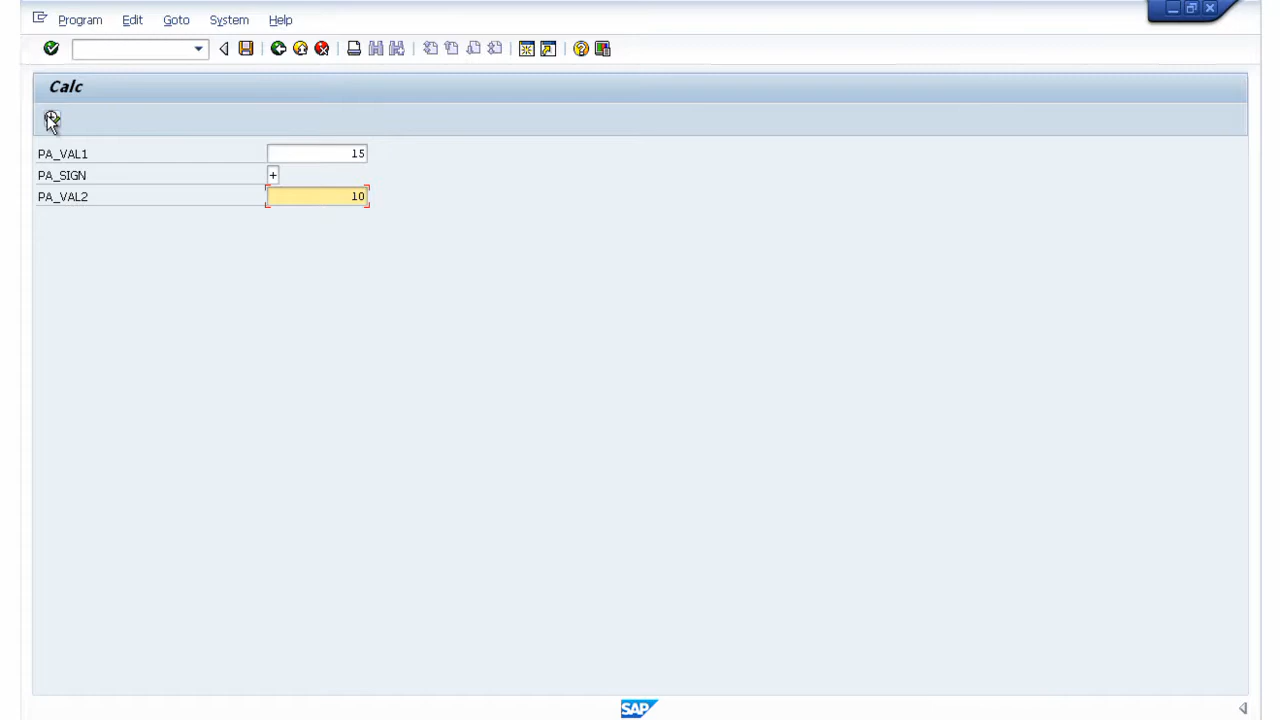 Program Edit Goto System Help
Calc
PA_VAL1 15
PA_SIGN +
PA_VAL2 10
SAP